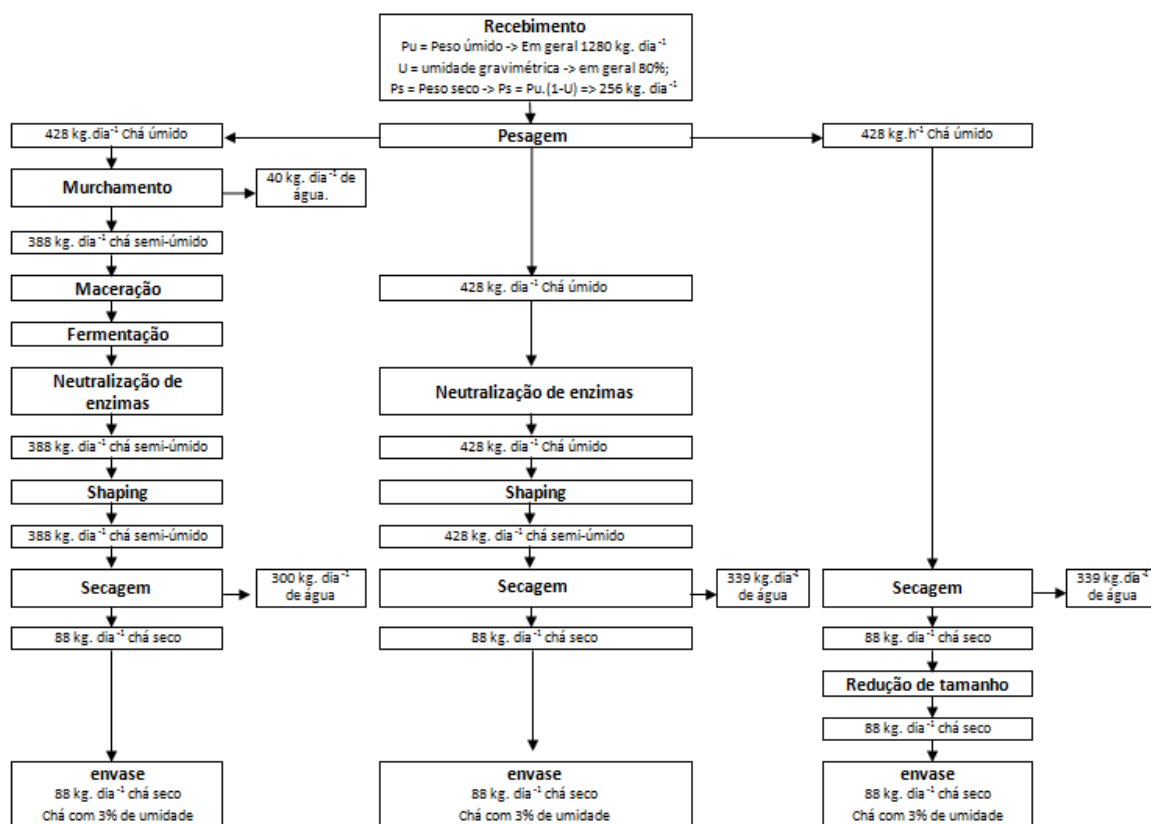 Recebimento
Pu = Peso úmido -> Em geral 1280 kg. dia⁻¹
U = umidade gravimétrica -> em geral 80%;
Ps = Peso seco -> Ps = Pu.(1-U) => 256 kg. dia⁻¹
428 kg.dia⁻¹ Chá úmido
Pesagem
428 kg.h⁻¹ Chá úmido
Murchamento
40 kg. dia⁻¹ de
água.
388 kg. dia⁻¹ chá semi-úmido
Maceração
428 kg. dia⁻¹ Chá úmido
Fermentação
Neutralização de
enzimas
Neutralização de enzimas
388 kg. dia⁻¹ chá semi-úmido
428 kg. dia⁻¹ Chá úmido
Shaping
Shaping
388 kg. dia⁻¹ chá semi-úmido
428 kg. dia⁻¹ chá semi-úmido
Secagem
300 kg. dia⁻¹
de água
Secagem
339 kg.dia⁻¹
de água
Secagem
339 kg.dia⁻¹
de água
88 kg. dia⁻¹ chá seco
88 kg. dia⁻¹ chá seco
88 kg. dia⁻¹ chá seco
Redução de tamanho
88 kg. dia⁻¹ chá seco
envase
88 kg. dia⁻¹ chá seco
Chá com 3% de umidade
envase
88 kg. dia⁻¹ chá seco
Chá com 3% de umidade
envase
88 kg. dia⁻¹ chá seco
Chá com 3% de umidade